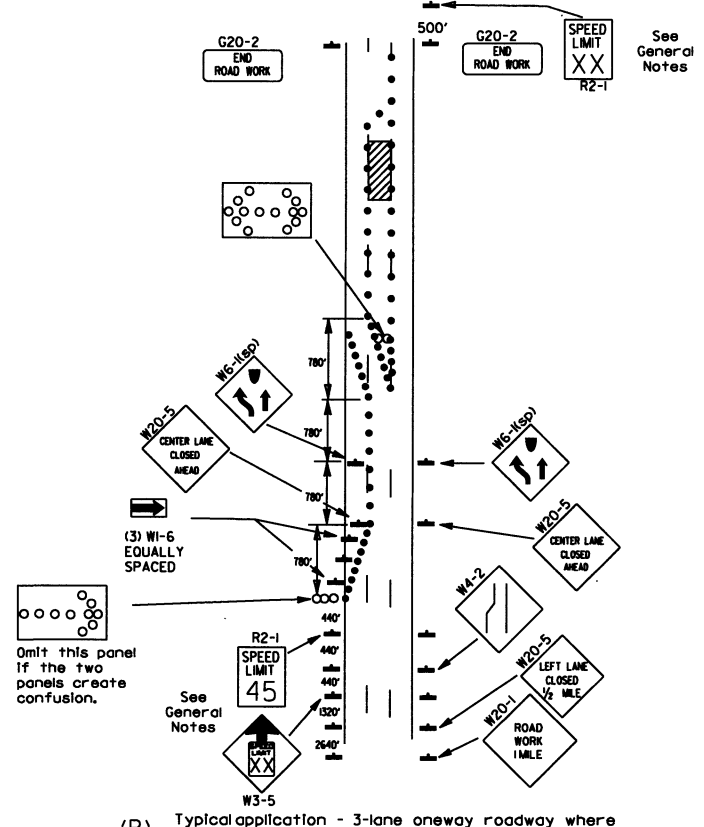 500'
G20-2
END
ROAD WORK
G20-2
END
ROAD WORK
SPEED
LIMIT
XX
R2-1
See
General
Notes
780'
W6-1(sp)
W20-5
CENTER LANE
CLOSED
AHEAD
780'
W6-1(sp)
780'
(3) W1-6
EQUALLY
SPACED
W20-5
CENTER LANE
CLOSED
AHEAD
780'
Omit this panel
if the two
panels create
confusion.
R2-1
SPEED
LIMIT
45
440'
440'
440'
1320'
2640'
W4-2
W20-5
LEFT LANE
CLOSED
½ MILE
W20-1
ROAD
WORK
1 MILE
See
General
Notes
SPEED
LIMIT
XX
W3-5
(B) Typical application - 3-lane oneway roadway where